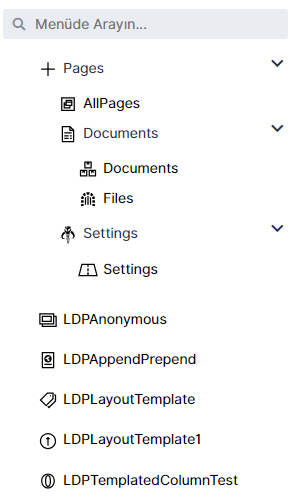 Menüde Arayın...
Pages
AllPages
Documents
Documents
Files
Settings
Settings
LDPAnonymous
LDPAppendPrepend
LDPLayoutTemplate
LDPLayoutTemplate1
LDPTemplatedColumnTest